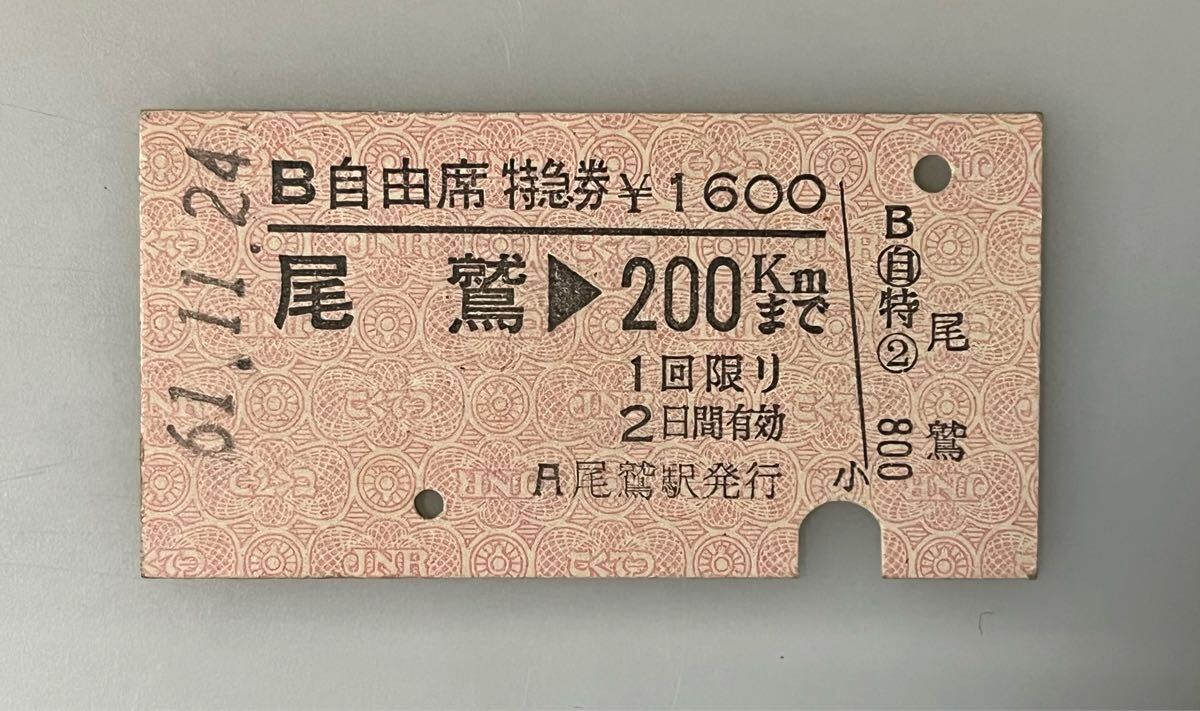 61.11.24
B自由席 特急券 ¥1600
尾鷲▶200Kmまで
1回限り
2日間有効
A尾鷲駅発行
小
B自特②
800
尾鷲